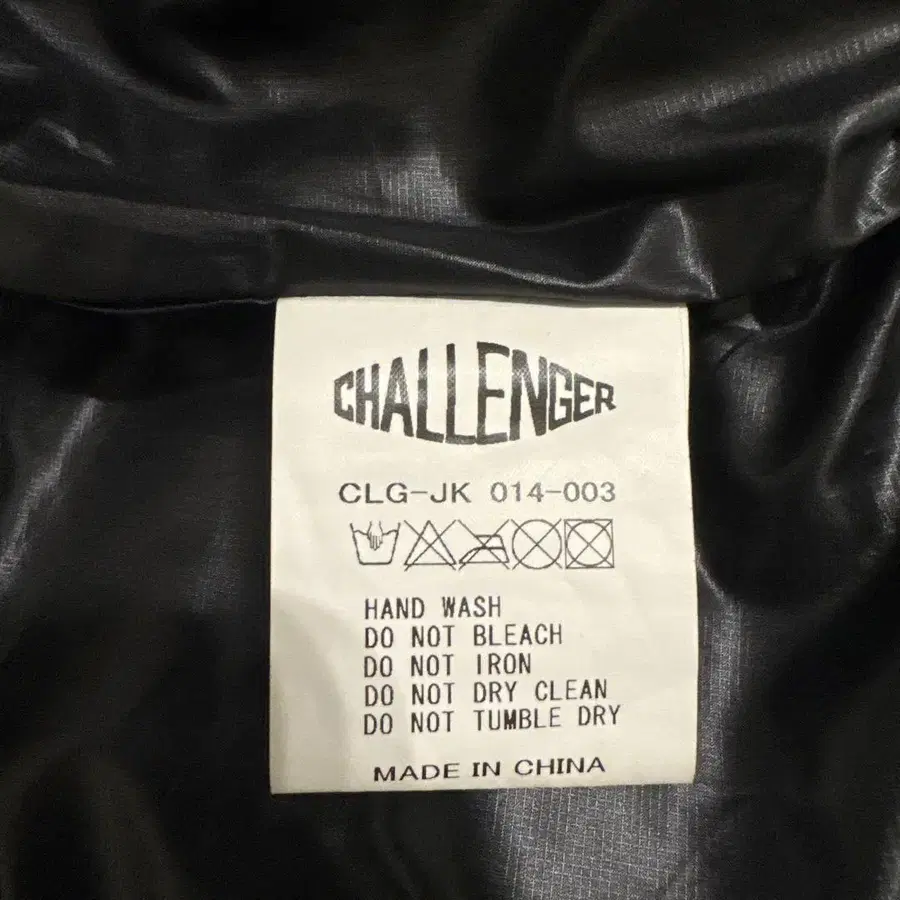 CHALLENGER
CLG-JK 014-003
HAND WASH
DO NOT BLEACH
DO NOT IRON
DO NOT DRY CLEAN
DO NOT TUMBLE DRY
MADE IN CHINA